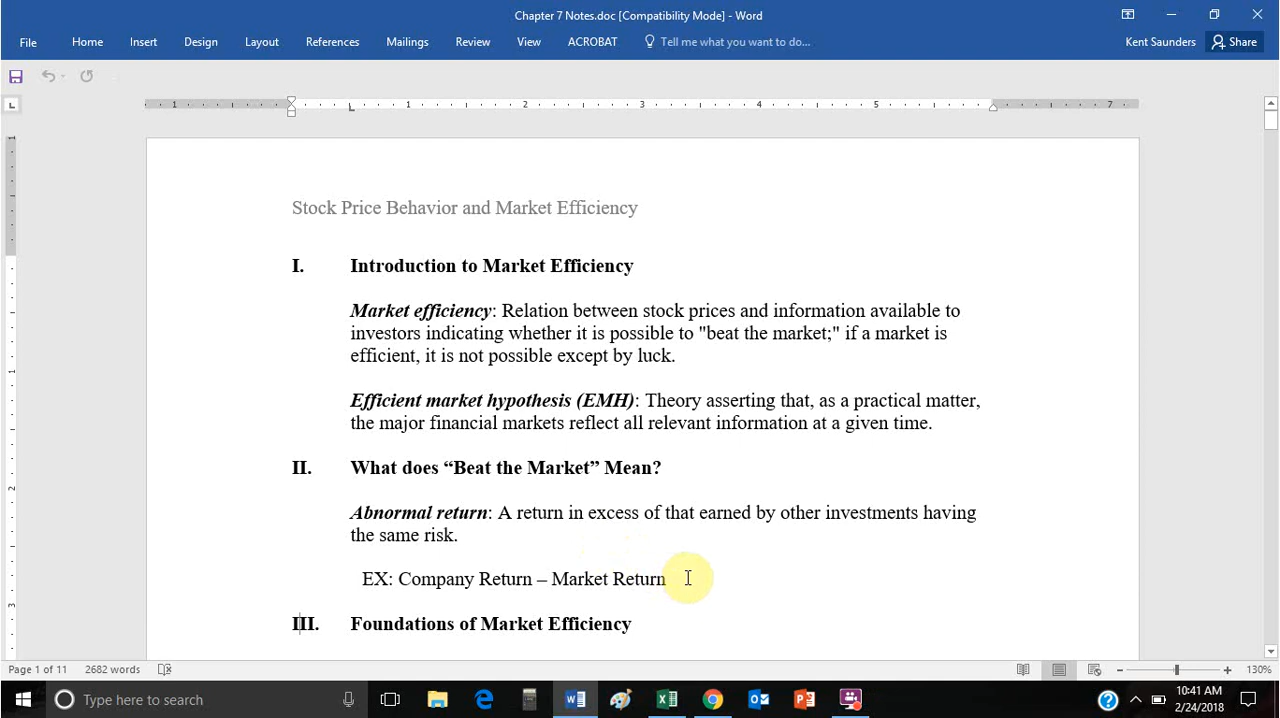 Chapter 7 Notes.doc [Compatibility Mode] - Word
File Home Insert Design Layout References Mailings Review View ACROBAT Tell me what you want to do... Kent Saunders Share
1 1 2 3 4 5 7
Stock Price Behavior and Market Efficiency
I. Introduction to Market Efficiency
Market efficiency: Relation between stock prices and information available to
investors indicating whether it is possible to "beat the market;" if a market is
efficient, it is not possible except by luck.
Efficient market hypothesis (EMH): Theory asserting that, as a practical matter,
the major financial markets reflect all relevant information at a given time.
II. What does “Beat the Market” Mean?
Abnormal return: A return in excess of that earned by other investments having
the same risk.
EX: Company Return – Market Return
III. Foundations of Market Efficiency
Page 1 of 11 2682 words 130%
Type here to search 10:41 AM
2/24/2018